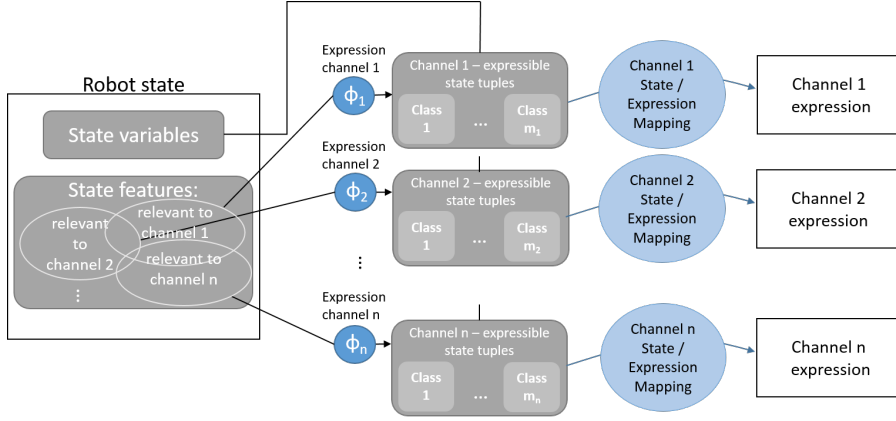 Robot state
State variables
State features:
relevant to
channel 1
relevant
to
channel 2
relevant
to channel n
⋮
Expression
channel 1
ϕ₁
Channel 1 – expressible
state tuples
Class
1
...
Class
m₁
Channel 1
State /
Expression
Mapping
Channel 1
expression
Expression
channel 2
ϕ₂
Channel 2 – expressible
state tuples
Class
1
...
Class
m₂
Channel 2
State /
Expression
Mapping
Channel 2
expression
⋮
Expression
channel n
ϕₙ
Channel n – expressible
state tuples
Class
1
...
Class
mₙ
Channel n
State /
Expression
Mapping
Channel n
expression